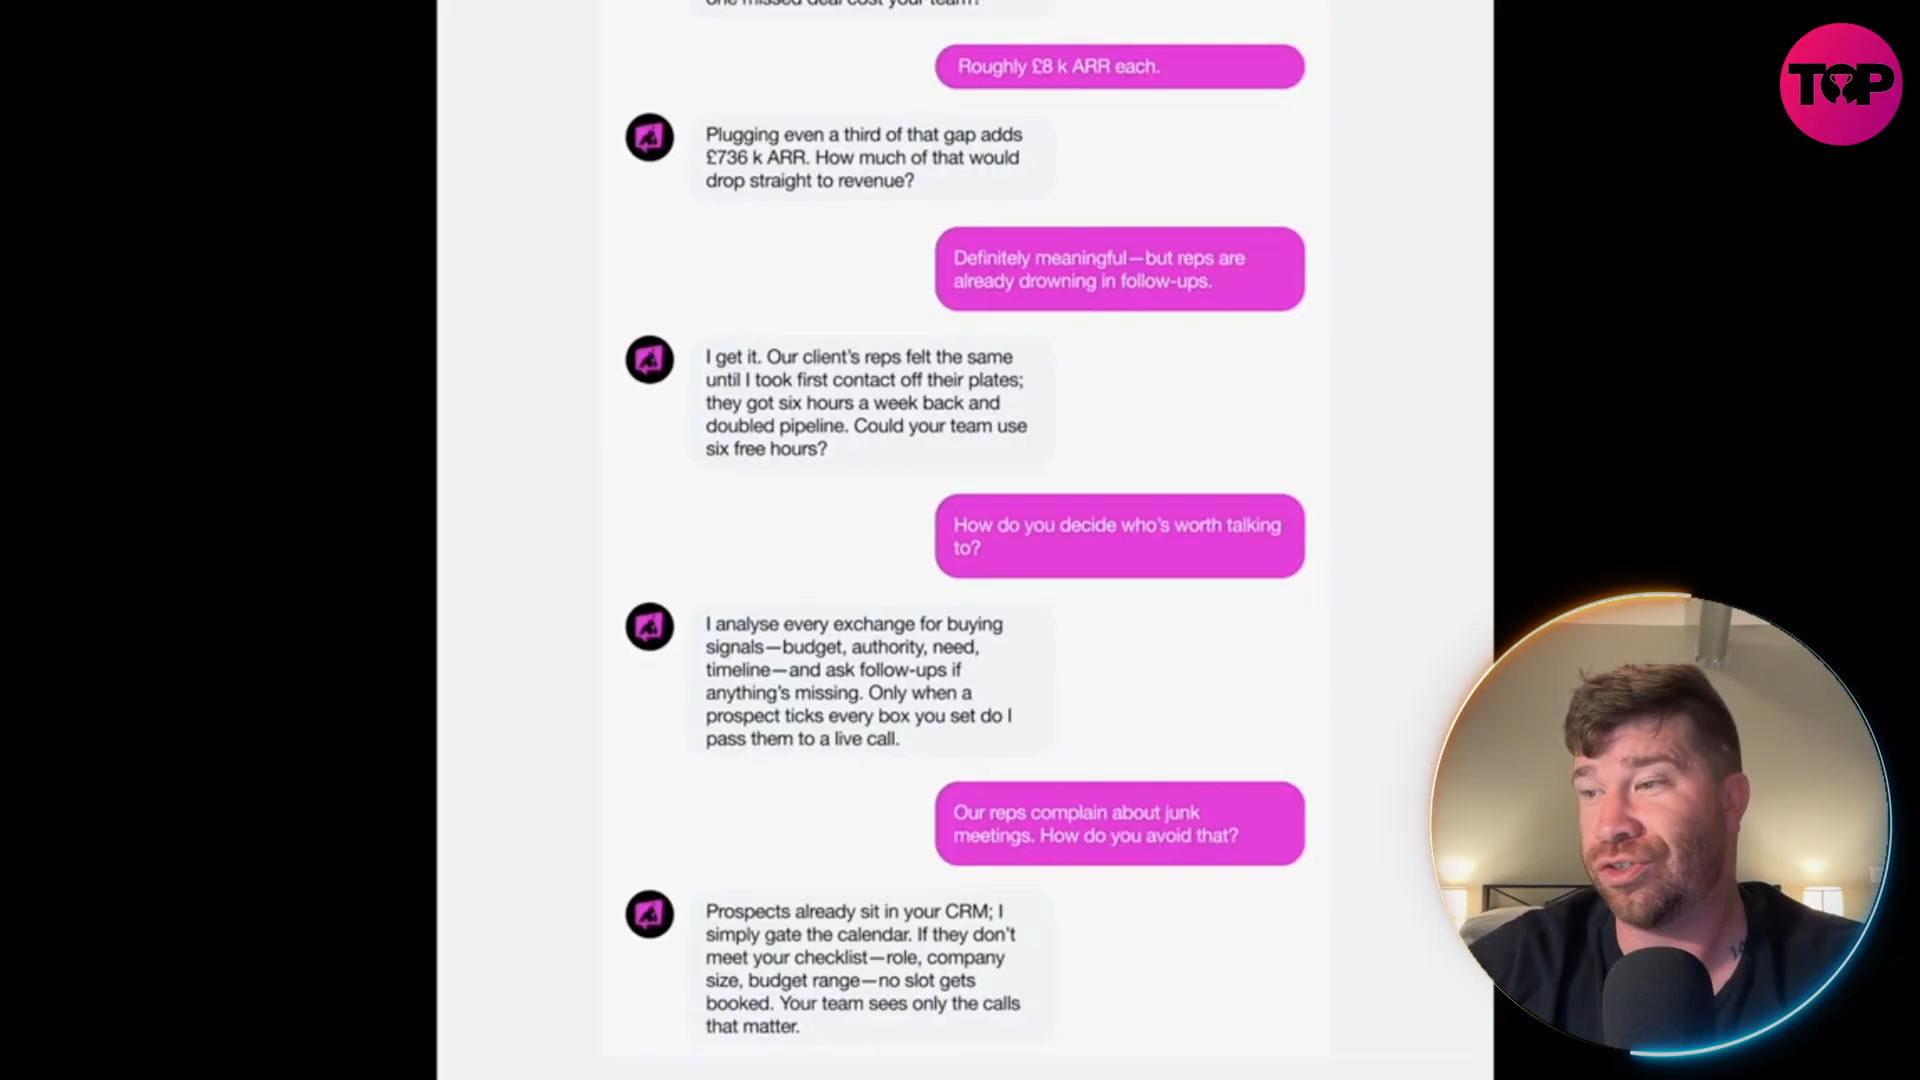 one missed deal cost your team?
Roughly £8 k ARR each.
Plugging even a third of that gap adds
£736 k ARR. How much of that would
drop straight to revenue?
Definitely meaningful—but reps are
already drowning in follow-ups.
I get it. Our client's reps felt the same
until I took first contact off their plates;
they got six hours a week back and
doubled pipeline. Could your team use
six free hours?
How do you decide who's worth talking
to?
I analyse every exchange for buying
signals—budget, authority, need,
timeline—and ask follow-ups if
anything's missing. Only when a
prospect ticks every box you set do I
pass them to a live call.
Our reps complain about junk
meetings. How do you avoid that?
Prospects already sit in your CRM; I
simply gate the calendar. If they don't
meet your checklist—role, company
size, budget range—no slot gets
booked. Your team sees only the calls
that matter.
TOP